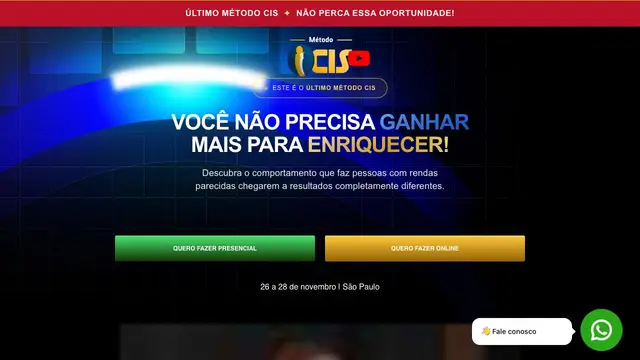 ÚLTIMO MÉTODO CIS + NÃO PERCA ESSA OPORTUNIDADE!
Método
CIS
ESTE É O ÚLTIMO MÉTODO CIS
VOCÊ NÃO PRECISA GANHAR
MAIS PARA ENRIQUECER!
Descubra o comportamento que faz pessoas com rendas
parecidas chegarem a resultados completamente diferentes.
QUERO FAZER PRESENCIAL
QUERO FAZER ONLINE
26 a 28 de novembro | São Paulo
👋 Fale conosco